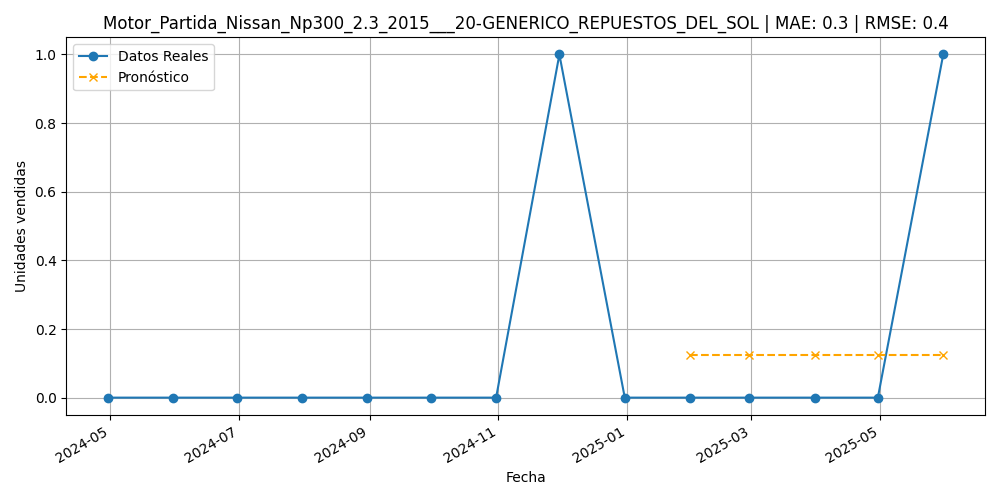 Motor_Partida_Nissan_Np300_2.3_2015___20-GENERICO_REPUESTOS_DEL_SOL | MAE: 0.3 | RMSE: 0.4
Datos Reales
Pronóstico
Unidades vendidas
1.0
0.8
0.6
0.4
0.2
0.0
2024-05
2024-07
2024-09
2024-11
2025-01
2025-03
2025-05
Fecha